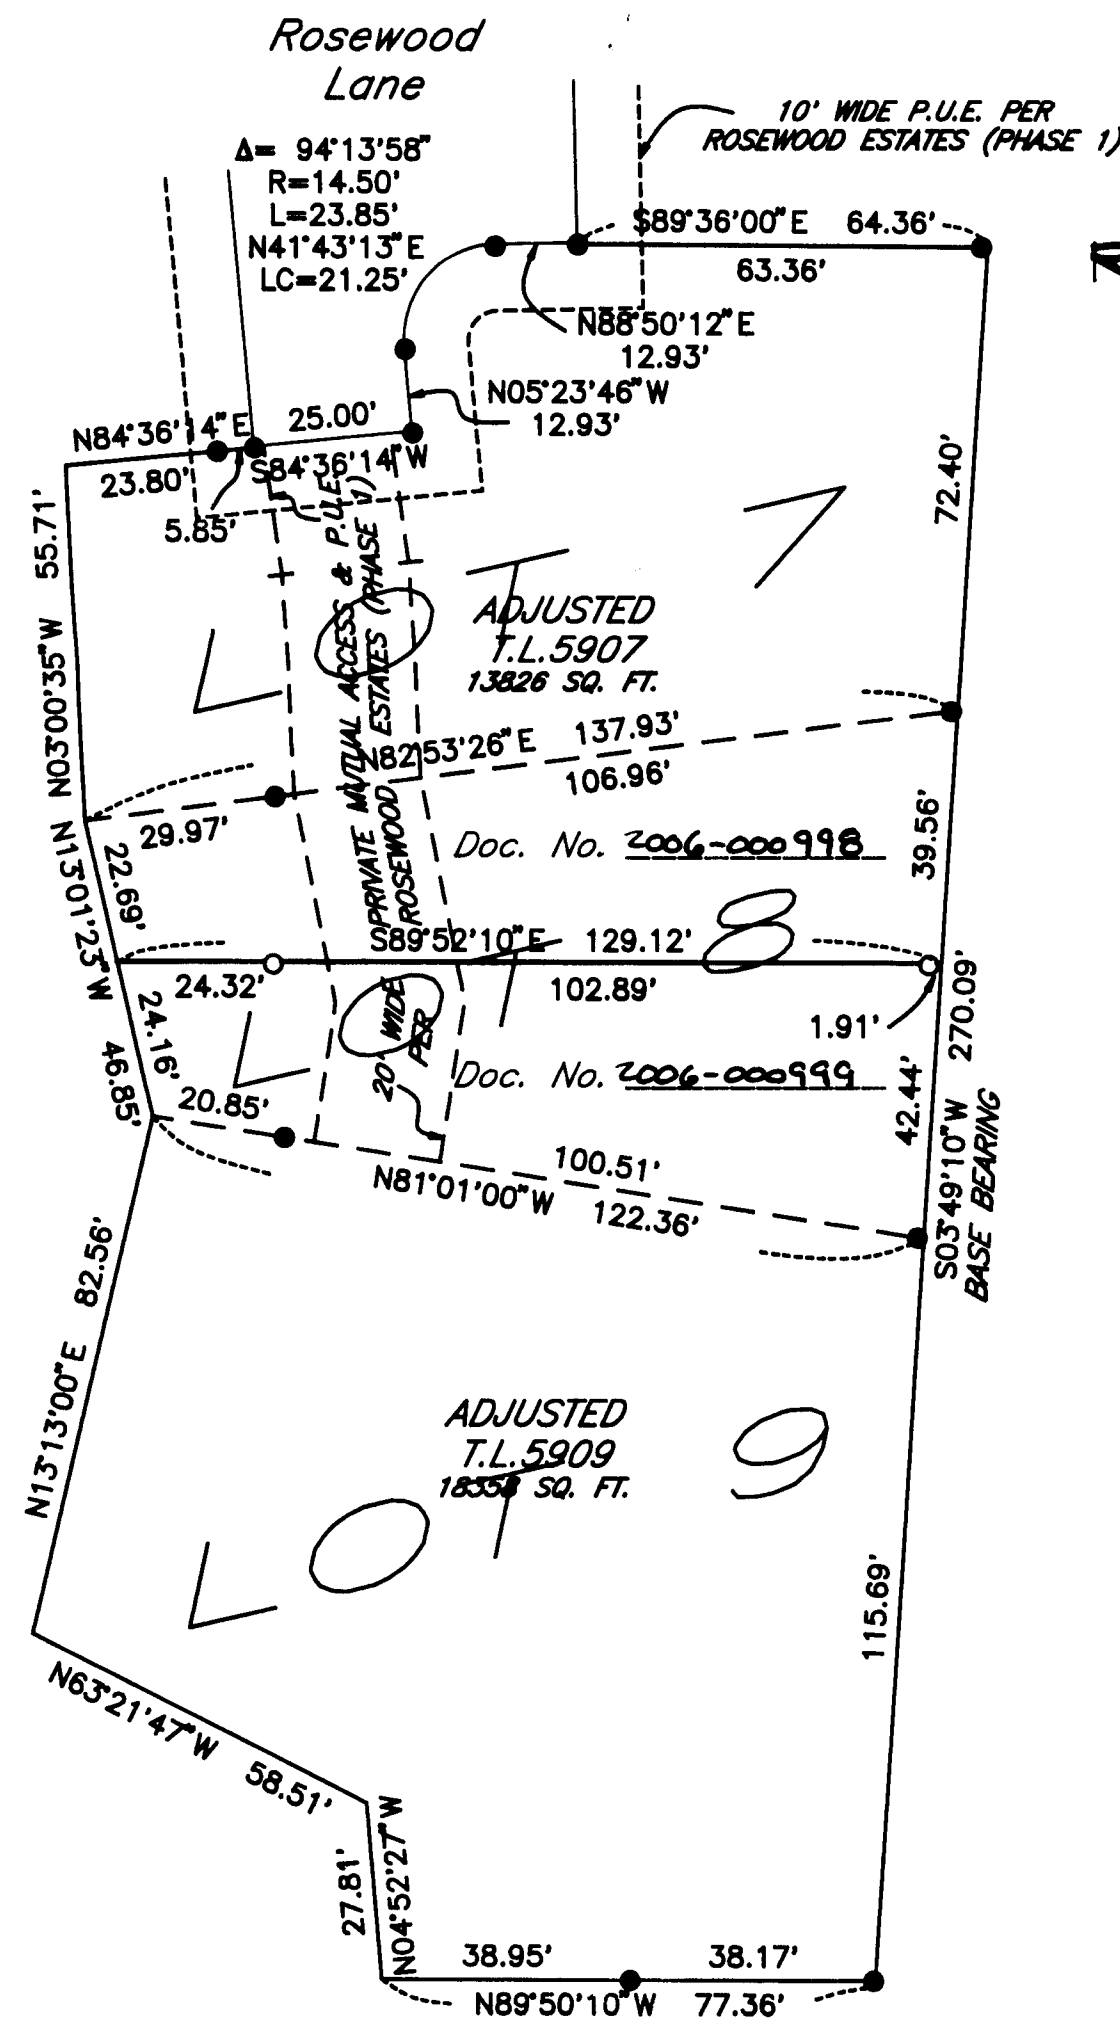 Rosewood
Lane
10' WIDE P.U.E. PER
ROSEWOOD ESTATES (PHASE 1)
Δ= 94°13'58"
R=14.50'
L=23.85'
N41°43'13"E
LC=21.25'
S89°36'00"E 64.36'
63.36'
N88°50'12"E
12.93'
N05°23'46"W
12.93'
N84°36'14"E
23.80'
25.00'
S84°36'14"W
5.85'
72.40'
N03°00'35"W 55.71'
LOT 7
ADJUSTED
T.L.5907
13826 SQ. FT.
PRIVATE MUTUAL ACCESS & P.U.E.
ROSEWOOD ESTATES (PHASE 1)
N82°53'26"E 137.93'
106.96'
29.97'
Doc. No. 2006-000998
39.56'
N13°01'23"W 46.85'
22.69'
S89°52'10"E 129.12'
24.32'
102.89'
1.91'
LOT 8
20' WIDE
PER
Doc. No. 2006-000999
24.16'
20.85'
42.44'
S03°49'10"W 270.09'
BASE BEARING
100.51'
N81°01'00"W 122.36'
N13°13'00"E 82.56'
ADJUSTED
T.L.5909
18358 SQ. FT.
LOT 9
115.69'
N63°21'47"W 58.51'
27.81'
N04°52'27"W
38.95' 38.17'
N89°50'10"W 77.36'